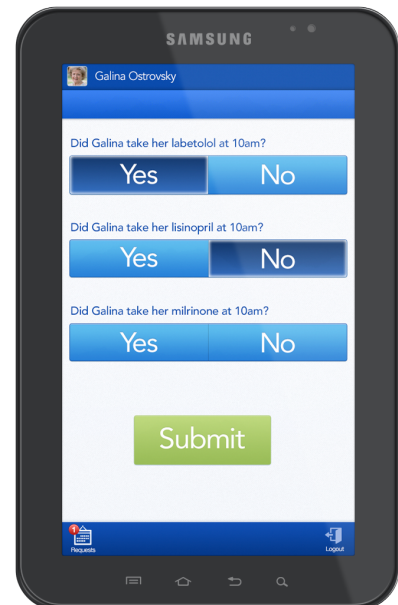 SAMSUNG
Galina Ostrovsky
Did Galina take her labetolol at 10am?
Yes No
Did Galina take her lisinopril at 10am?
Yes No
Did Galina take her milrinone at 10am?
Yes No
Submit
1
Requests Logout